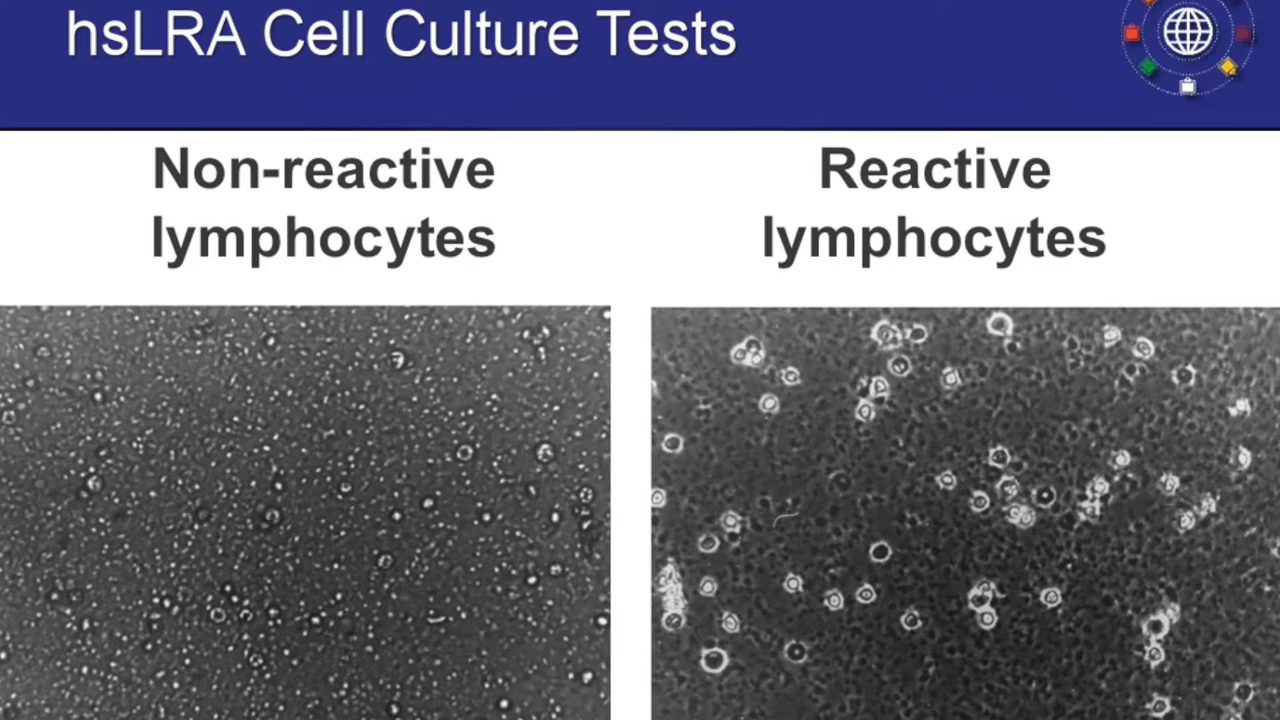 hsLRA Cell Culture Tests
Non-reactive
lymphocytes
Reactive
lymphocytes